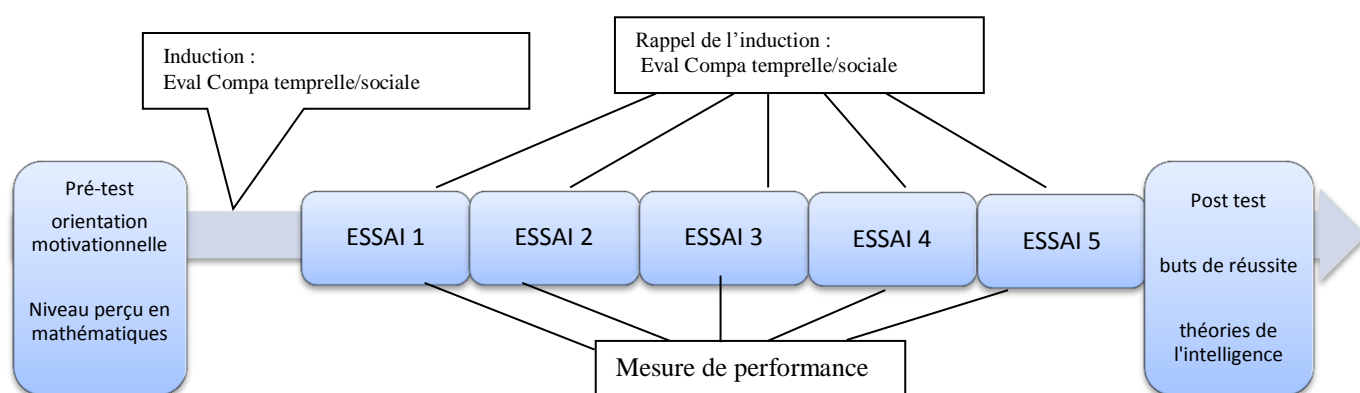 Induction :
Eval Compa temprelle/sociale
Rappel de l’induction :
Eval Compa temprelle/sociale
Pré-test
orientation
motivationnelle
Niveau perçu en
mathématiques
ESSAI 1
ESSAI 2
ESSAI 3
ESSAI 4
ESSAI 5
Post test
buts de réussite
théories de
l'intelligence
Mesure de performance